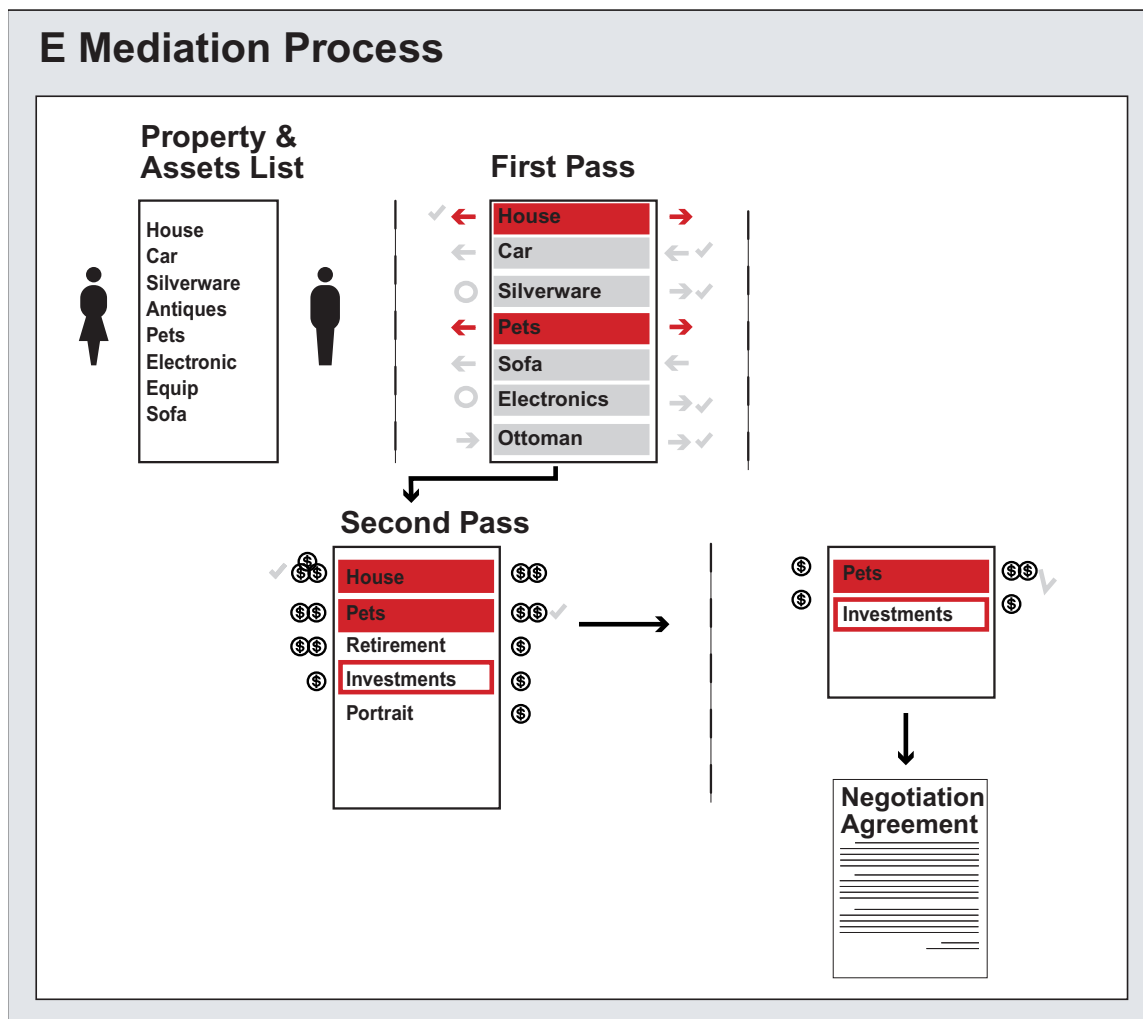 E Mediation Process
Property &
Assets List
House
Car
Silverware
Antiques
Pets
Electronic
Equip
Sofa
First Pass
House
Car
Silverware
Pets
Sofa
Electronics
Ottoman
Second Pass
$
$$ House $$
$$ Pets $$
$$ Retirement $
$ Investments $
Portrait $
$ Pets $$
$ Investments $
Negotiation
Agreement